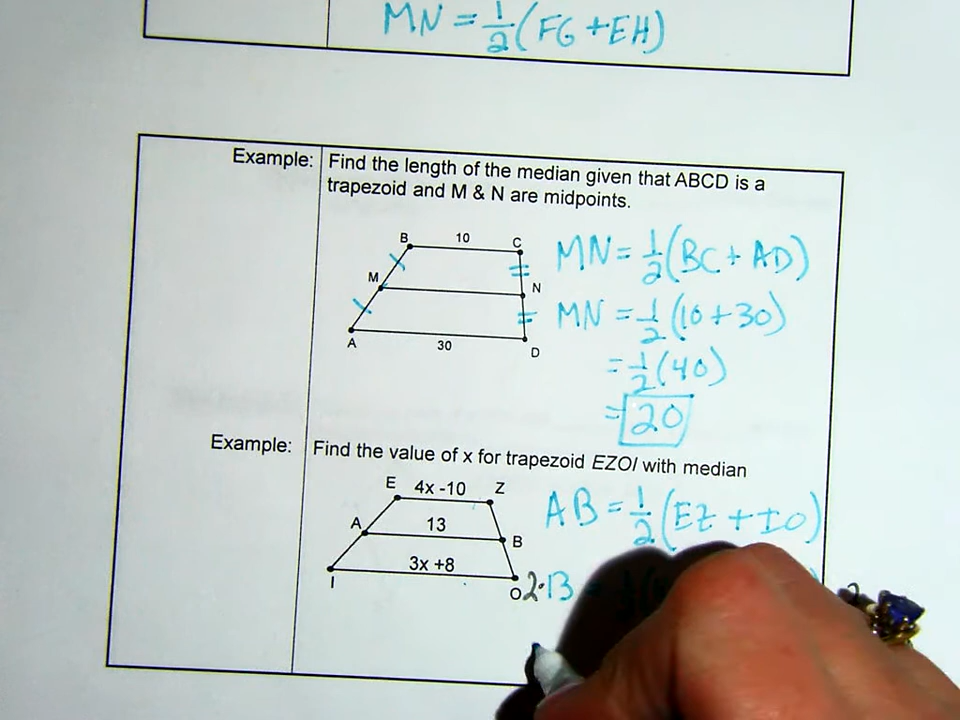 MN = 1/2 (FG + EH)
Example: Find the length of the median given that ABCD is a
trapezoid and M & N are midpoints.
B 10 C
M N
A 30 D
MN = 1/2 (BC + AD)
MN = 1/2 (10 + 30)
= 1/2 (40)
= 20
Example: Find the value of x for trapezoid EZOI with median
E 4x -10 Z
A 13 B
3x +8
I O
AB = 1/2 (EZ + IO)
2·13 =